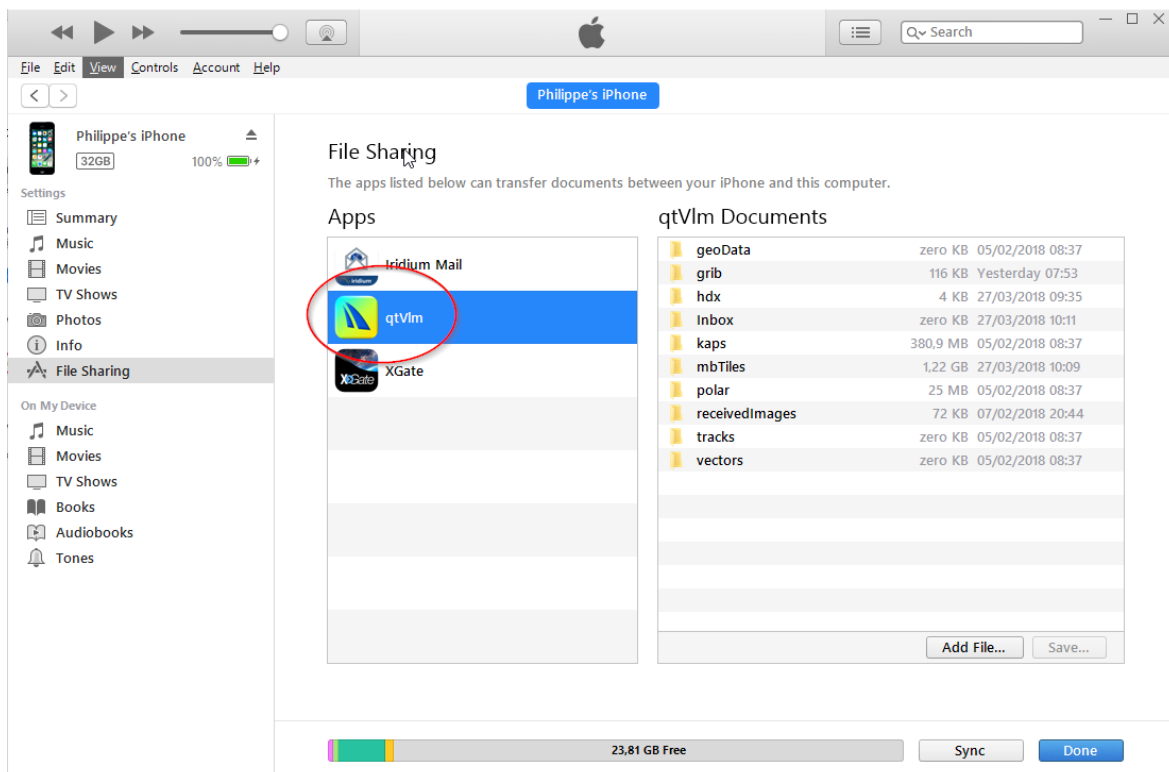 Search
File Edit View Controls Account Help
Philippe's iPhone
Philippe's iPhone
32GB 100%
Settings
Summary
Music
Movies
TV Shows
Photos
Info
File Sharing
On My Device
Music
Movies
TV Shows
Books
Audiobooks
Tones
File Sharing
The apps listed below can transfer documents between your iPhone and this computer.
Apps
Iridium Mail
iridium
qtVlm
XGate
XGate
qtVlm Documents
geoData zero KB 05/02/2018 08:37
grib 116 KB Yesterday 07:53
hdx 4 KB 27/03/2018 09:35
Inbox zero KB 27/03/2018 10:11
kaps 380,9 MB 05/02/2018 08:37
mbTiles 1,22 GB 27/03/2018 10:09
polar 25 MB 05/02/2018 08:37
receivedImages 72 KB 07/02/2018 20:44
tracks zero KB 05/02/2018 08:37
vectors zero KB 05/02/2018 08:37
Add File... Save...
23,81 GB Free Sync Done